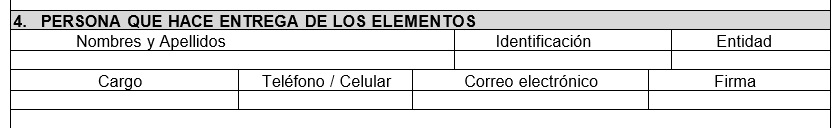 4. PERSONA QUE HACE ENTREGA DE LOS ELEMENTOS
Nombres y Apellidos Identificación Entidad
Cargo Teléfono / Celular Correo electrónico Firma